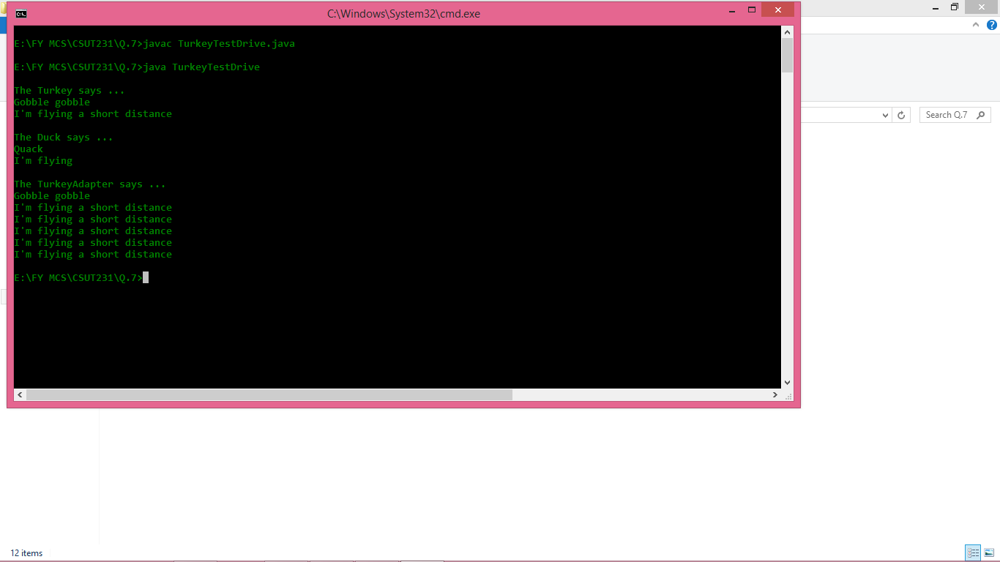 C:\Windows\System32\cmd.exe
E:\FY MCS\CSUT231\Q.7>javac TurkeyTestDrive.java
E:\FY MCS\CSUT231\Q.7>java TurkeyTestDrive
The Turkey says ...
Gobble gobble
I'm flying a short distance
The Duck says ...
Quack
I'm flying
The TurkeyAdapter says ...
Gobble gobble
I'm flying a short distance
I'm flying a short distance
I'm flying a short distance
I'm flying a short distance
I'm flying a short distance
E:\FY MCS\CSUT231\Q.7>
Search Q.7
12 items